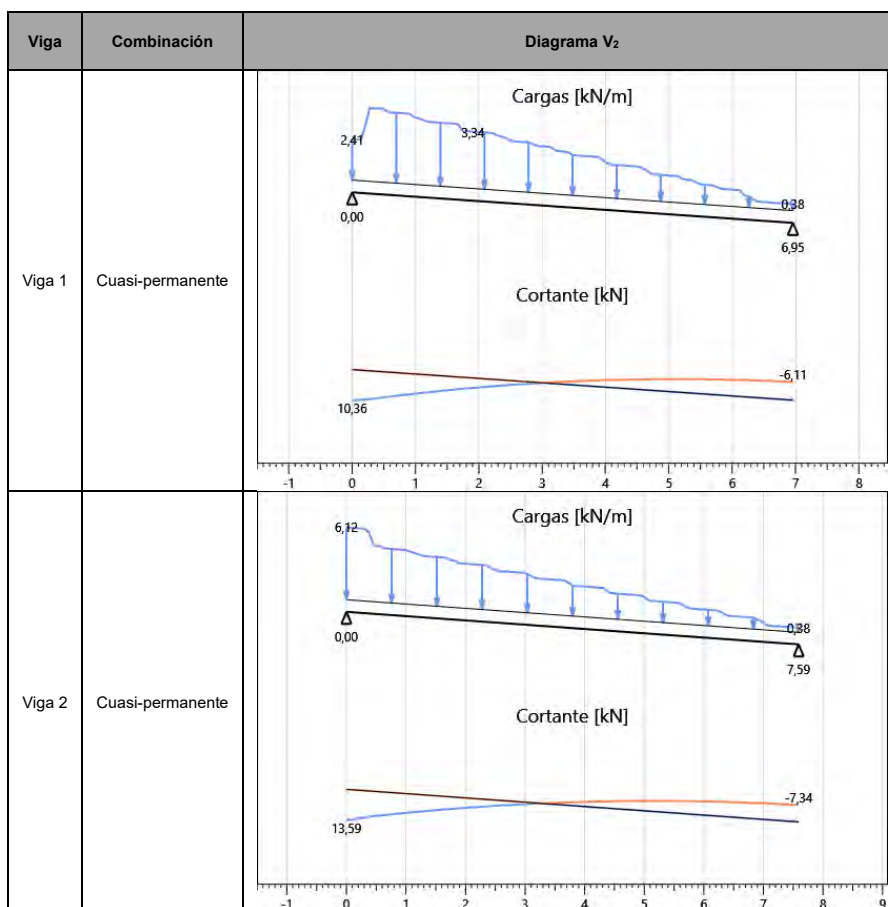 Viga Combinación Diagrama V₂
Cargas [kN/m]
2,41
3,34
0,38
0,00
6,95
Viga 1 Cuasi-permanente
Cortante [kN]
-6,11
10,36
-1 0 1 2 3 4 5 6 7 8
Cargas [kN/m]
6,12
0,38
0,00
7,59
Viga 2 Cuasi-permanente
Cortante [kN]
-7,34
13,59
-1 0 1 2 3 4 5 6 7 8 9